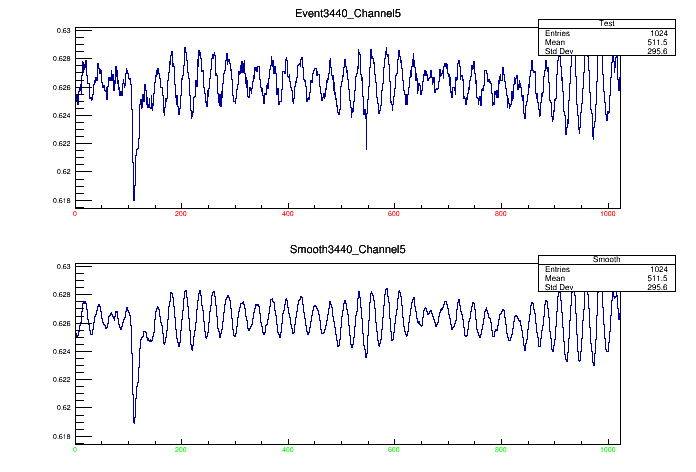 Event3440_Channel5
Test
Entries 1024
Mean 511.5
Std Dev 295.6
0.63
0.628
0.626
0.624
0.622
0.62
0.618
0 200 400 600 800 1000
Smooth3440_Channel5
Smooth
Entries 1024
Mean 511.5
Std Dev 295.6
0.63
0.628
0.626
0.624
0.622
0.62
0.618
0 200 400 600 800 1000